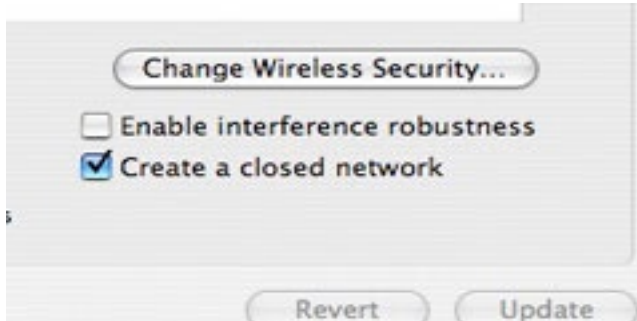 Change Wireless Security...
Enable interference robustness
Create a closed network
s
Revert Update